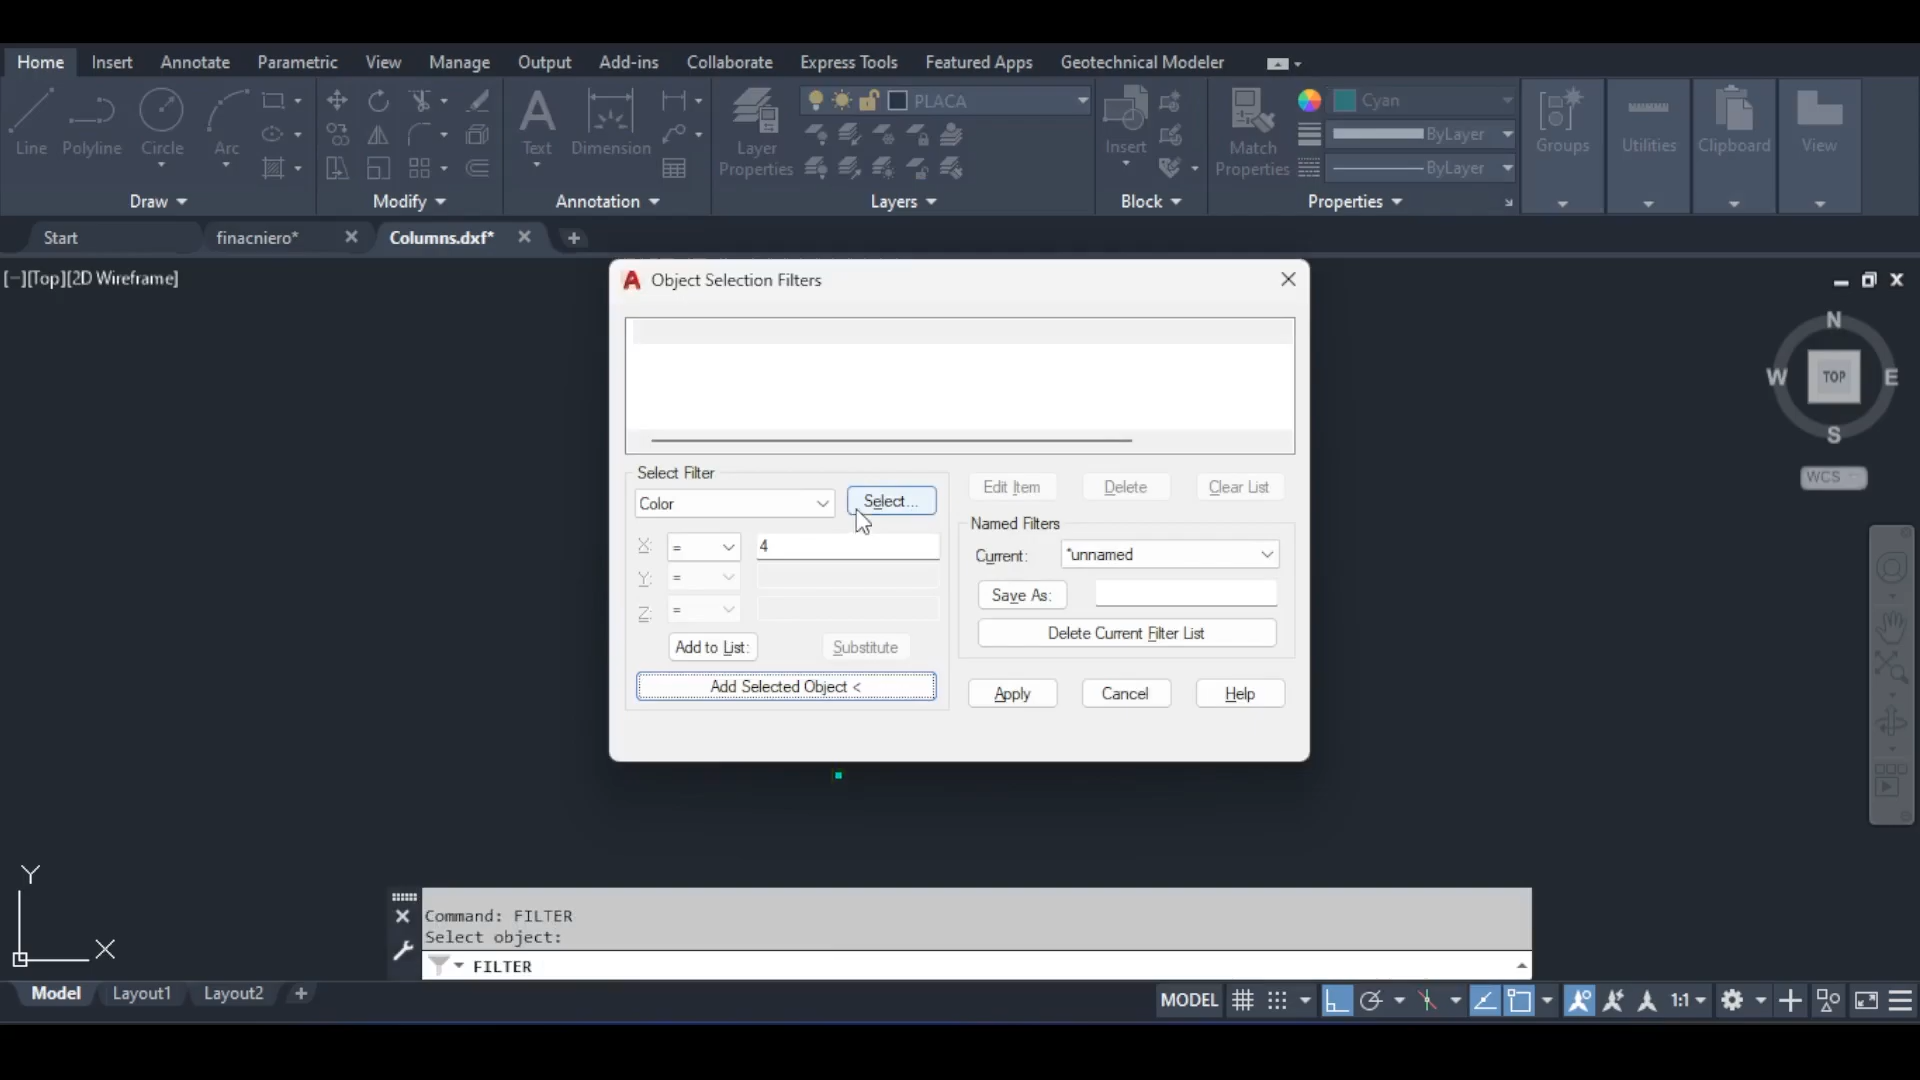 Home Insert Annotate Parametric View Manage Output Add-ins Collaborate Express Tools Featured Apps Geotechnical Modeler
PLACA
Cyan
ByLayer
ByLayer
Line Polyline Circle Arc
Text Dimension
Layer
Properties
Insert
Match
Properties
Groups Utilities Clipboard View
Draw Modify Annotation Layers Block Properties
Start finacniero* Columns.dxf*
[−][Top][2D Wireframe]
Object Selection Filters
Select Filter
Color
Select...
X: = 4
Y: =
Z: =
Add to List:
Substitute
Add Selected Object <
Edit Item Delete Clear List
Named Filters
Current: *unnamed
Save As:
Delete Current Filter List
Apply Cancel Help
N
W TOP E
S
WCS
Y
X
Command: FILTER
Select object:
FILTER
Model Layout1 Layout2
MODEL 1:1